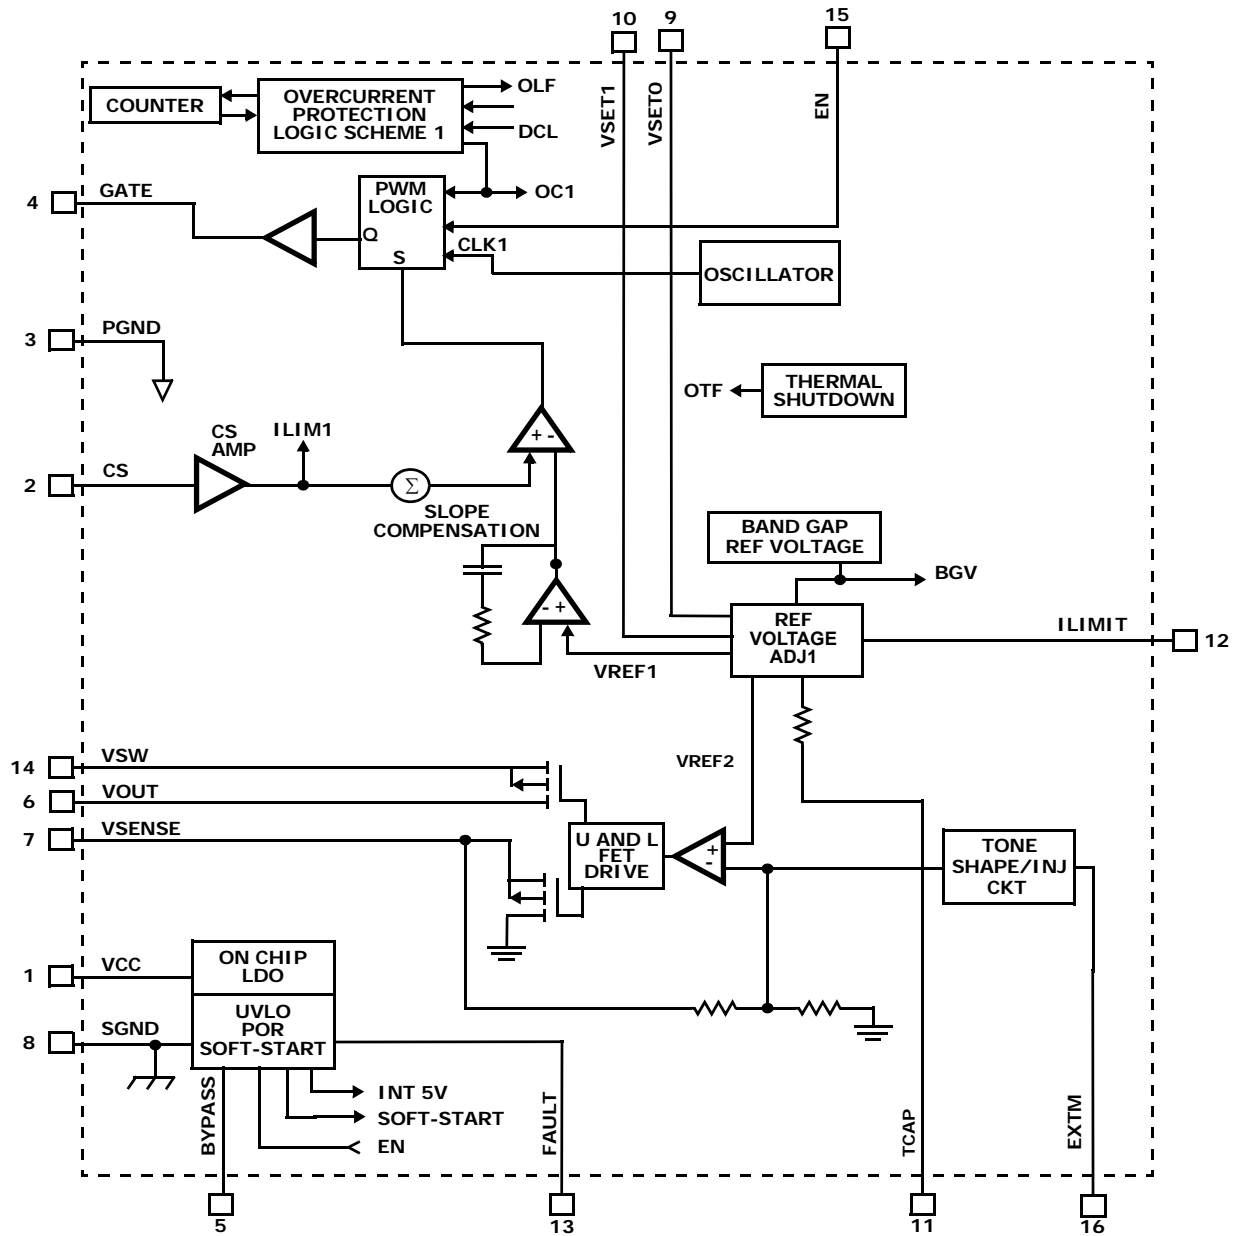 10
9
15
COUNTER
OVERCURRENT
PROTECTION
LOGIC SCHEME 1
OLF
DCL
VSET1
VSET0
EN
4
GATE
PWM
LOGIC
Q
S
OC1
CLK1
OSCILLATOR
3
PGND
OTF
THERMAL
SHUTDOWN
CS
AMP
ILIM1
+ -
2
CS
Σ
SLOPE
COMPENSATION
BAND GAP
REF VOLTAGE
BGV
- +
REF
VOLTAGE
ADJ1
ILIMIT
12
VREF1
14
VSW
VREF2
6
VOUT
7
VSENSE
U AND L
FET
DRIVE
+
-
TONE
SHAPE/INJ
CKT
1
VCC
ON CHIP
LDO
8
SGND
UVLO
POR
SOFT-START
BYPASS
INT 5V
SOFT-START
EN
FAULT
TCAP
EXTM
5
13
11
16